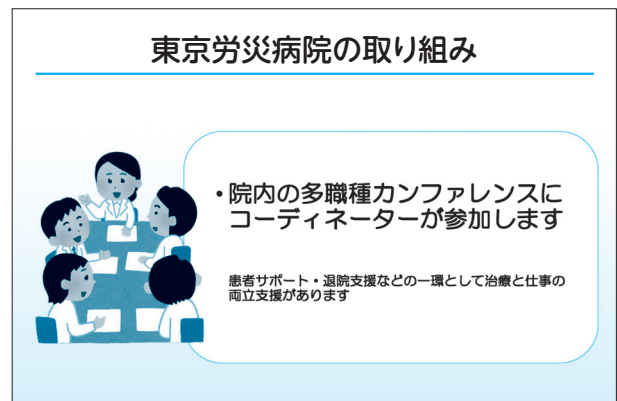 東京労災病院の取り組み
・院内の多職種カンファレンスに
コーディネーターが参加します
患者サポート・退院支援などの一環として治療と仕事の
両立支援があります